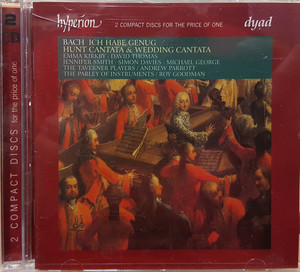 hyperion
2 COMPACT DISCS FOR THE PRICE OF ONE
dyad
BACH ICH HABE GENUG
HUNT CANTATA & WEDDING CANTATA
EMMA KIRKBY · DAVID THOMAS
JENNIFER SMITH · SIMON DAVIES · MICHAEL GEORGE
THE TAVERNER PLAYERS / ANDREW PARROTT
THE PARLEY OF INSTRUMENTS / ROY GOODMAN
2 COMPACT DISCS for the price of one